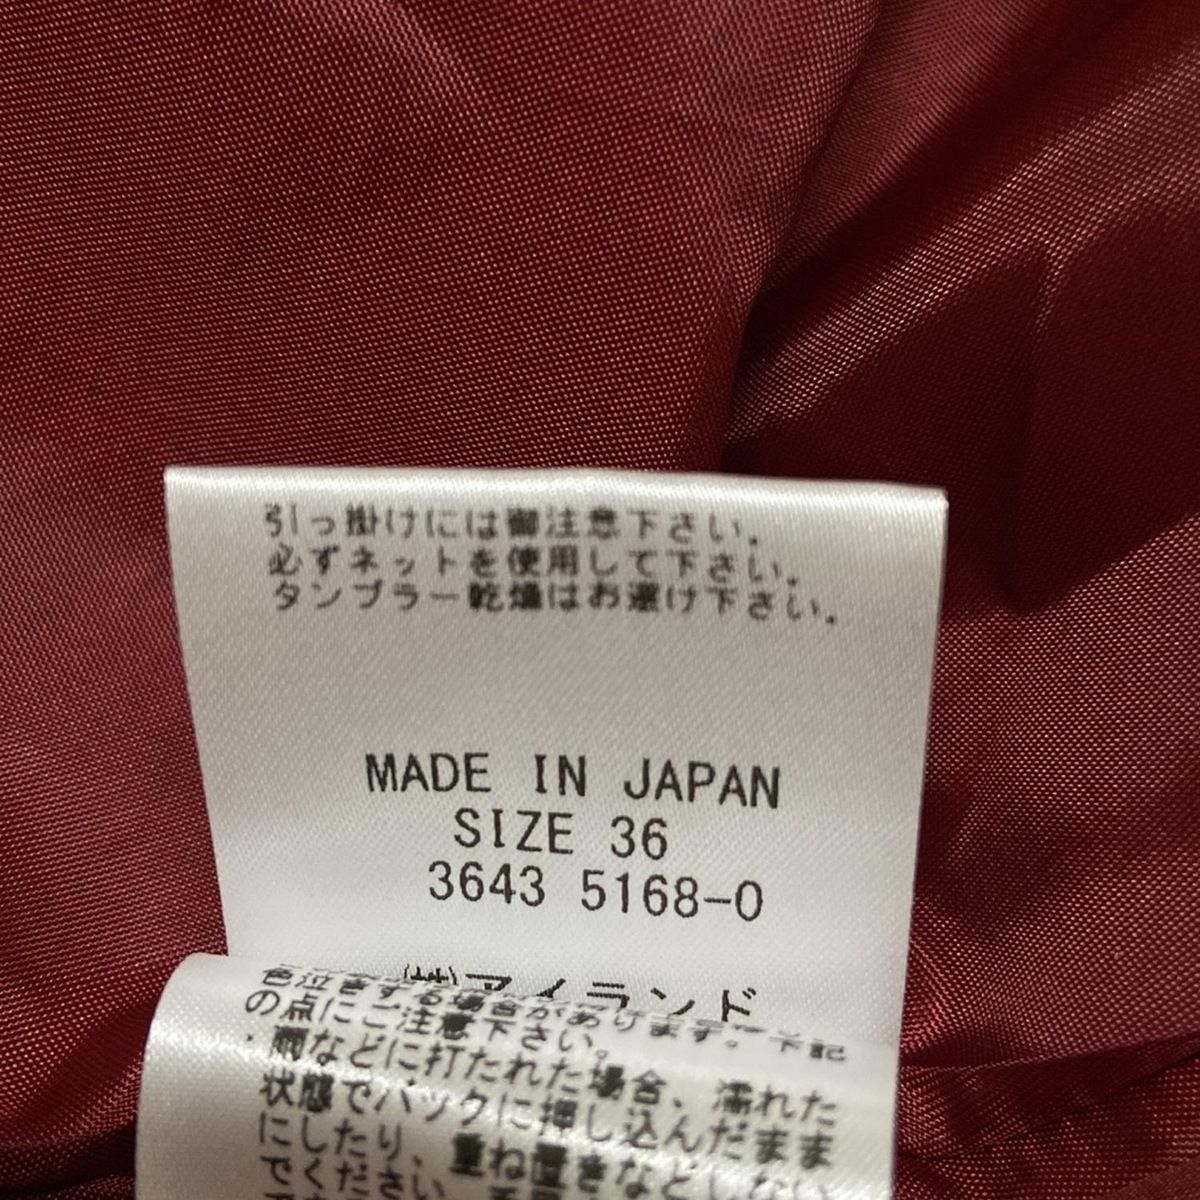 引っ掛けには御注意下さい。
必ずネットを使用して下さい。
タンブラー乾燥はお避け下さい。
MADE IN JAPAN
SIZE 36
3643 5168-0
(株)アイランド
色泣きする場合があります。下記
の点にご注意下さい。
・雨などに打たれた場合、濡れた
状態でバックに押し込んだまま
にしたり、重ね置きなどしない
でください